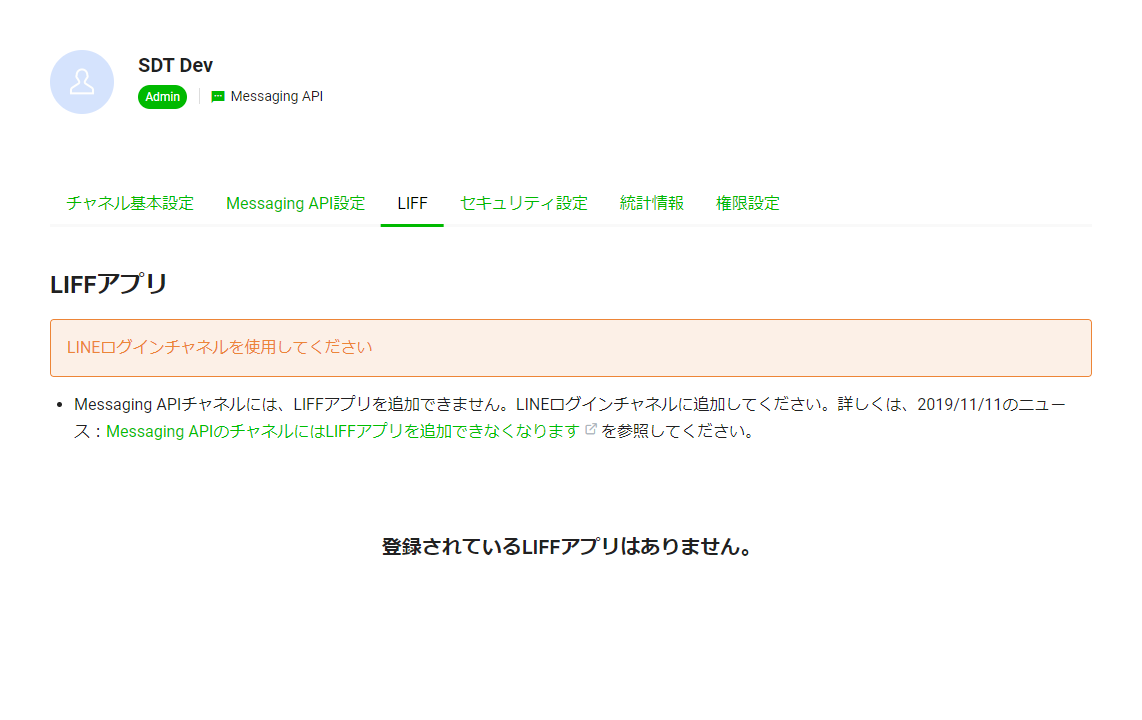 SDT Dev
Admin Messaging API
チャネル基本設定 Messaging API設定 LIFF セキュリティ設定 統計情報 権限設定
LIFFアプリ
LINEログインチャネルを使用してください
• Messaging APIチャネルには、LIFFアプリを追加できません。LINEログインチャネルに追加してください。詳しくは、2019/11/11のニュー
ス：Messaging APIのチャネルにはLIFFアプリを追加できなくなります を参照してください。
登録されているLIFFアプリはありません。